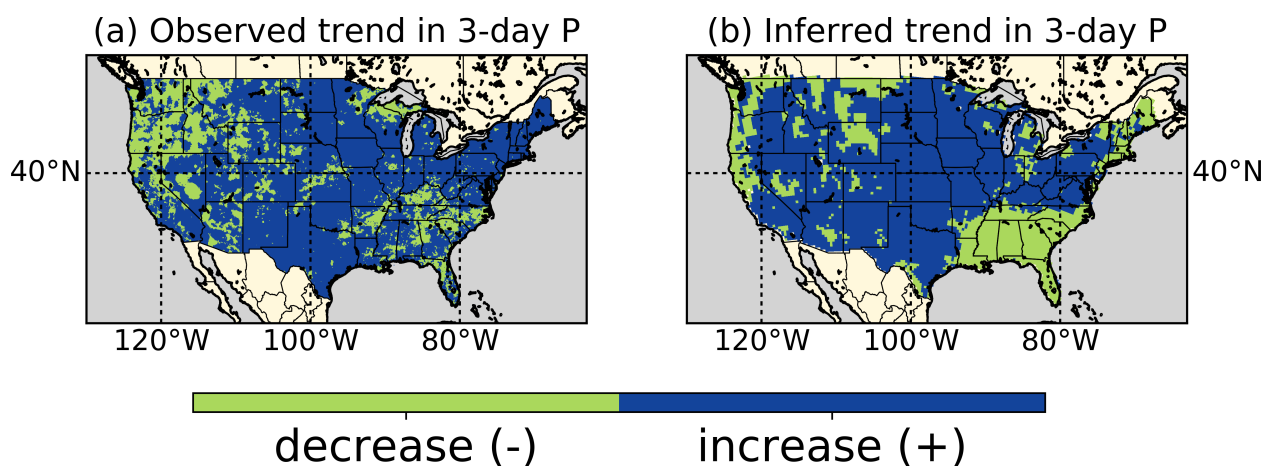 (a) Observed trend in 3-day P
(b) Inferred trend in 3-day P
40°N
40°N
120°W
100°W
80°W
120°W
100°W
80°W
decrease (-)
increase (+)